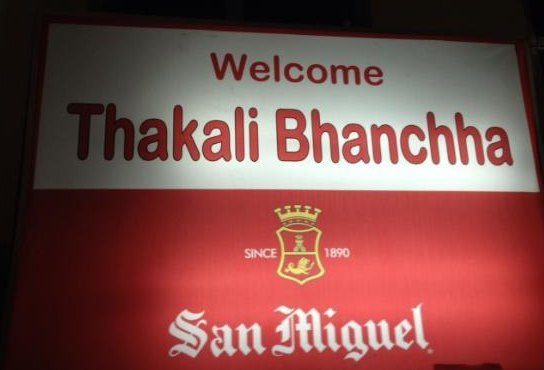 Welcome
Thakali Bhanchha
SINCE 1890
San Miguel